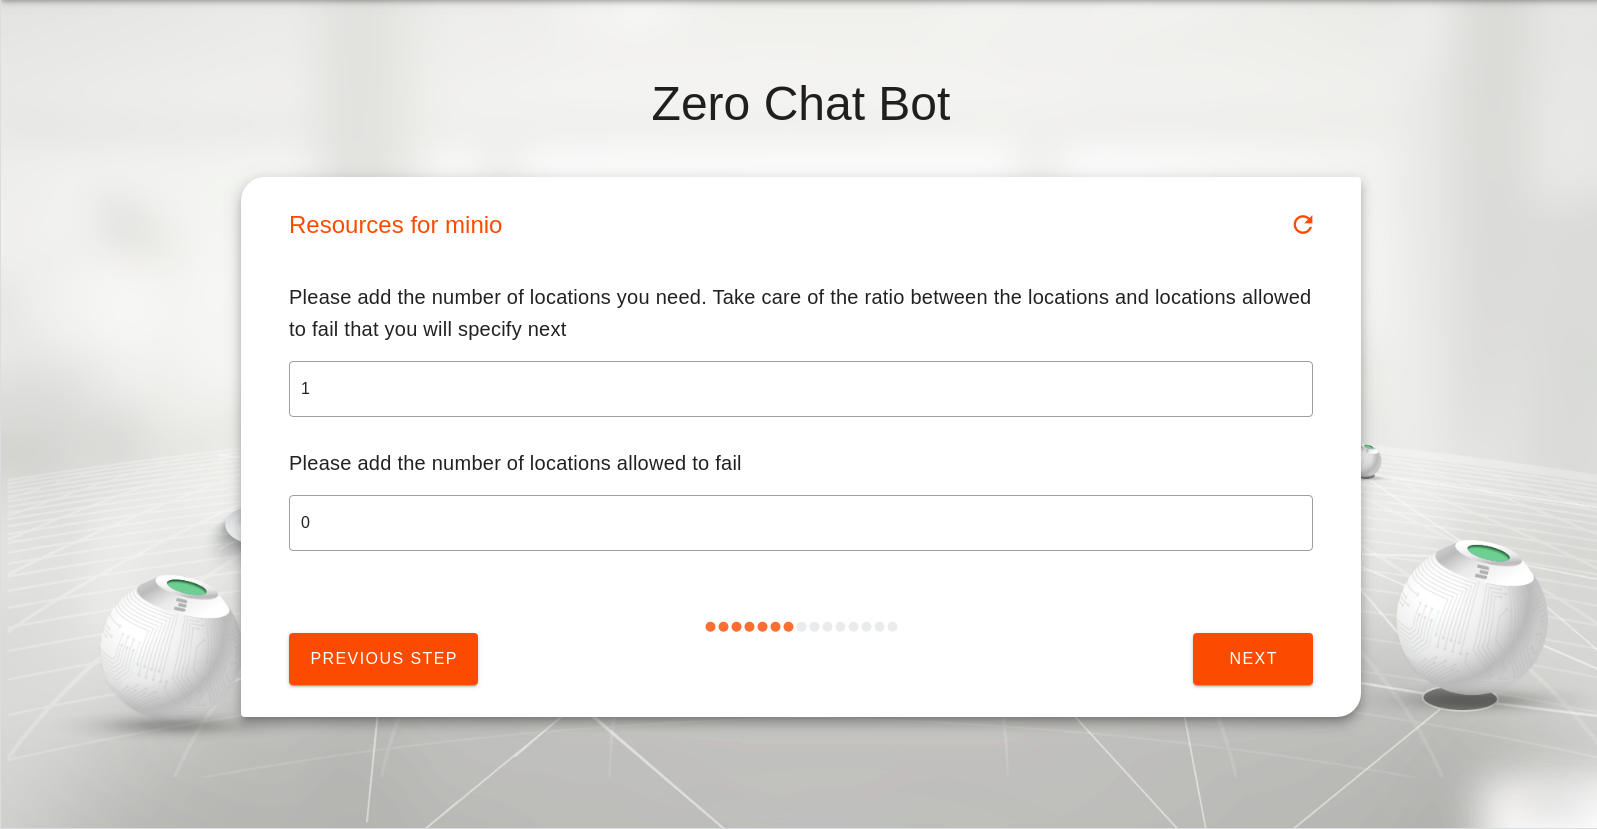 Zero Chat Bot
Resources for minio
Please add the number of locations you need. Take care of the ratio between the locations and locations allowed
to fail that you will specify next
1
Please add the number of locations allowed to fail
0
PREVIOUS STEP
NEXT